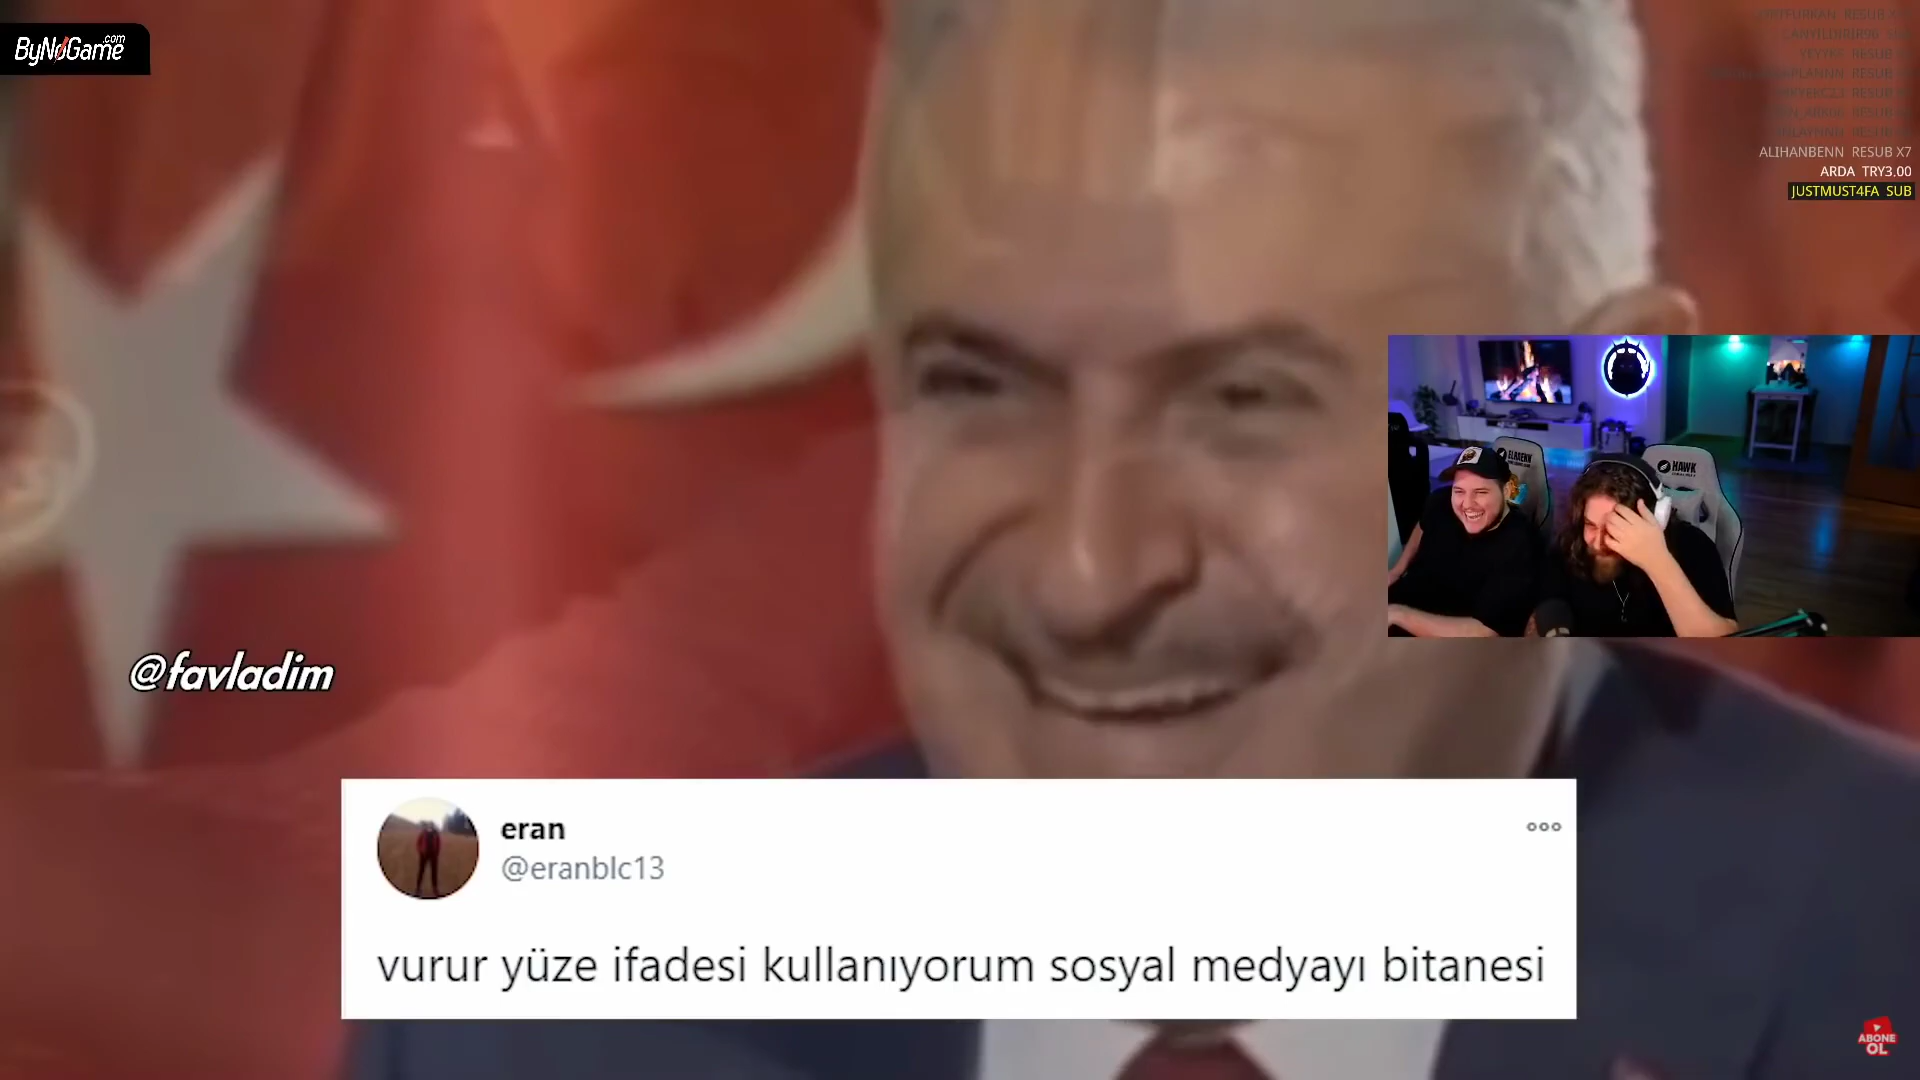 ByNoGame.com
ALIHANBENN RESUB X7
ARDA TRY3.00
JUSTMUST4FA SUB
HAWK
@favladim
eran
@eranblc13
vurur yüze ifadesi kullanıyorum sosyal medyayı bitanesi
ABONE
OL